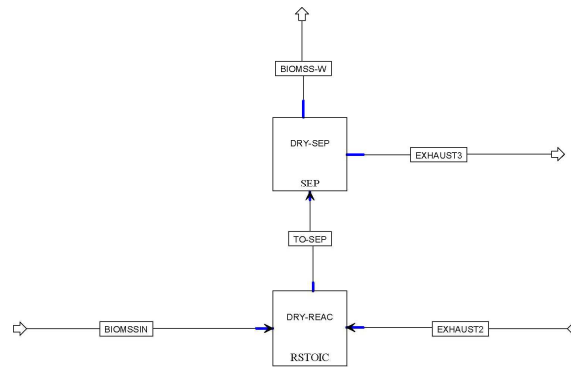 BIOMSS-W
DRY-SEP
EXHAUST3
SEP
TO-SEP
DRY-REAC
BIOMSSIN
EXHAUST2
RSTOIC